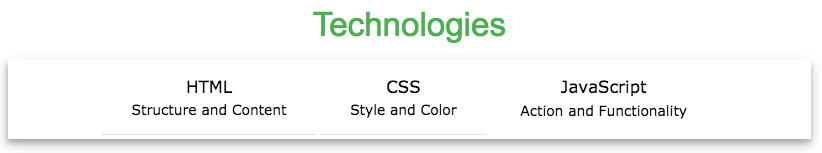 Technologies
HTML
Structure and Content
CSS
Style and Color
JavaScript
Action and Functionality